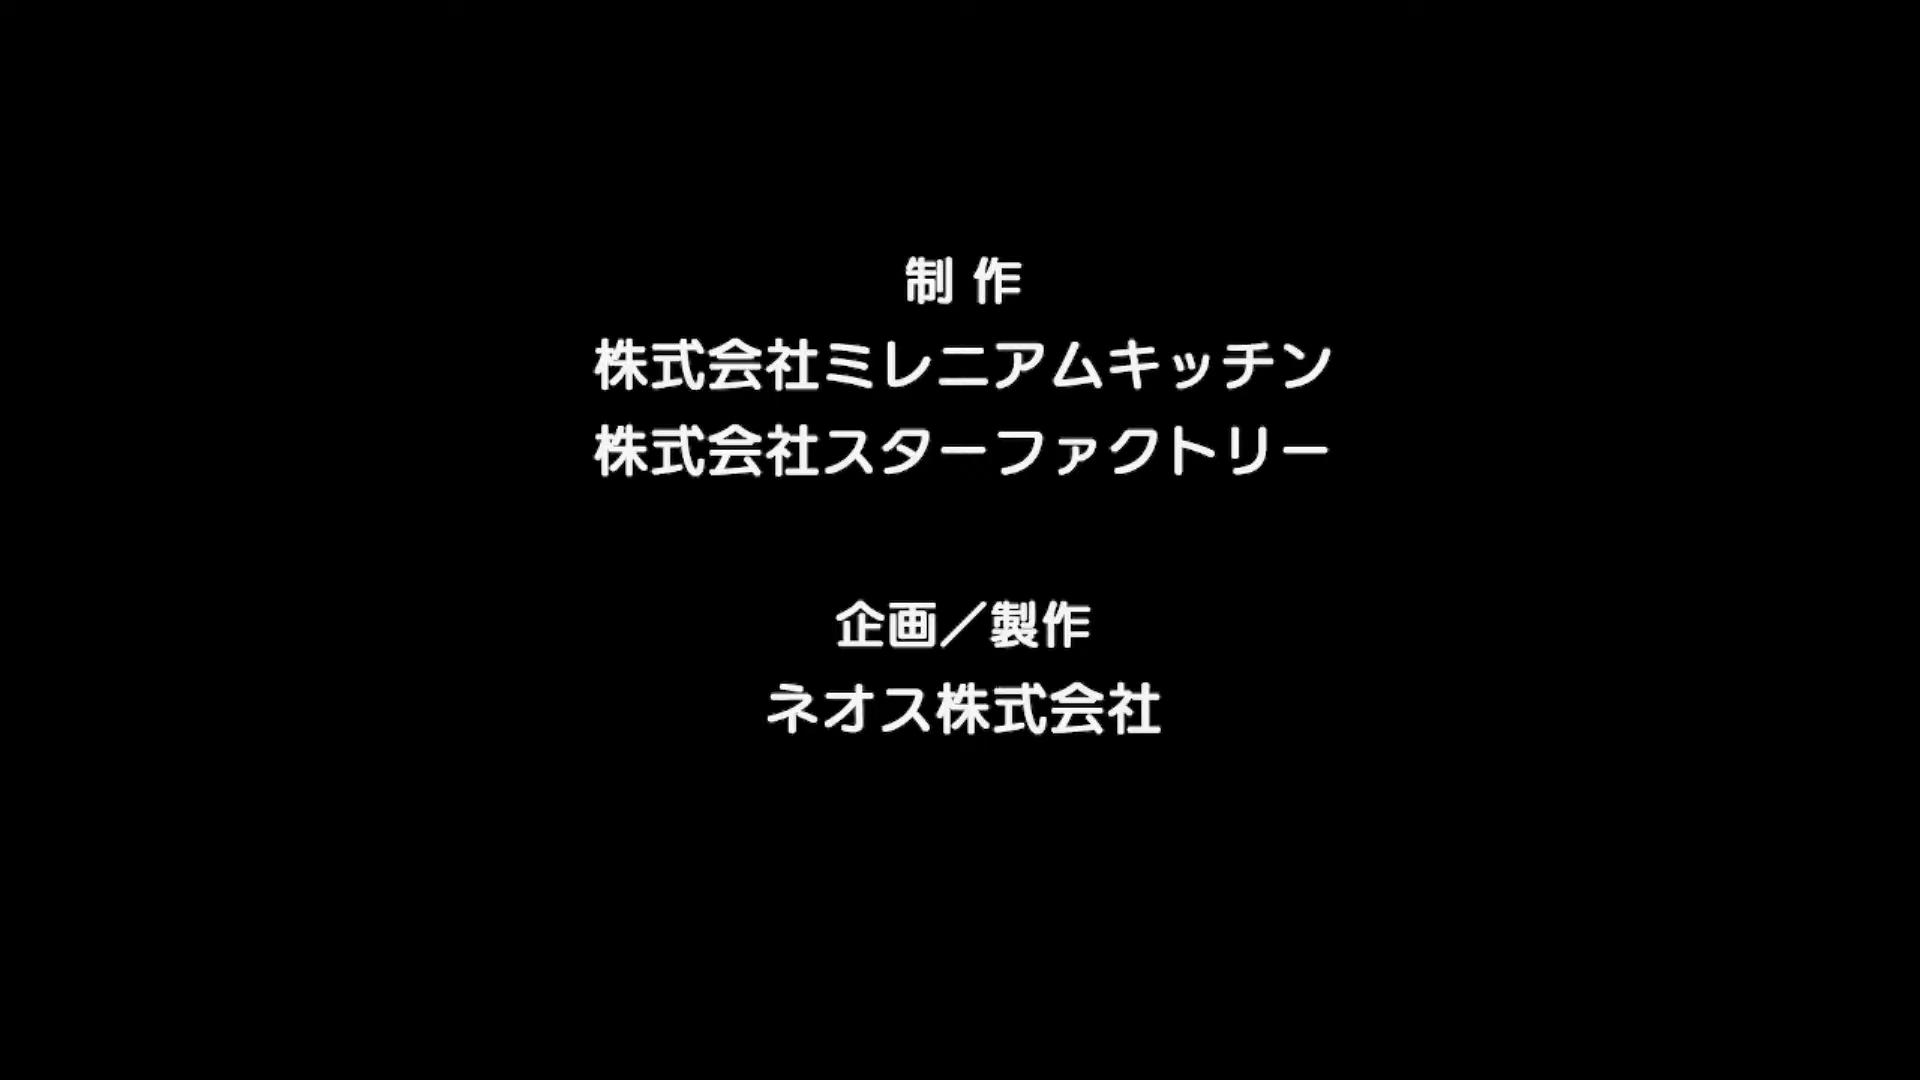 制 作
株式会社ミレニアムキッチン
株式会社スターファクトリー
企画／製作
ネオス株式会社